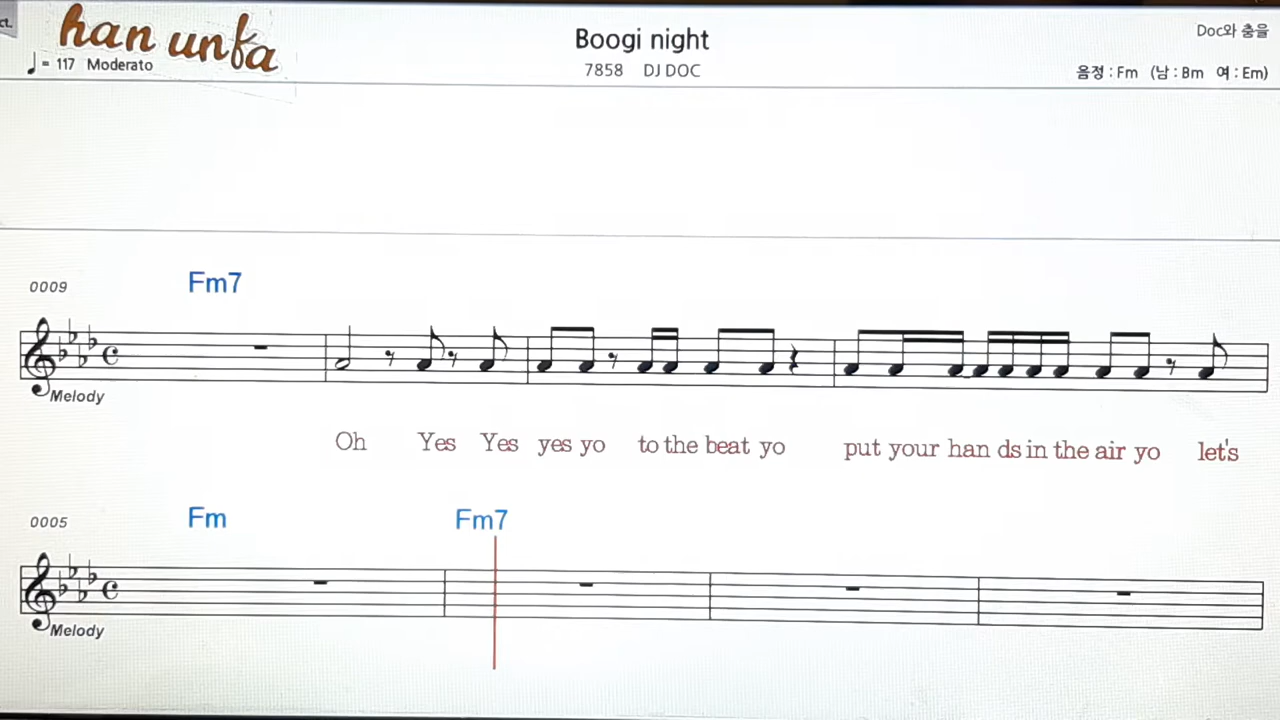 ct.
han unfa
Boogi night
Doc와 춤을
♩ = 117 Moderato
7858 DJ DOC
음정 : Fm (남 : Bm 여 : Em)
0009
Fm7
Melody
Oh Yes Yes yes yo to the beat yo put your han ds in the air yo let's
0005
Fm Fm7
Melody